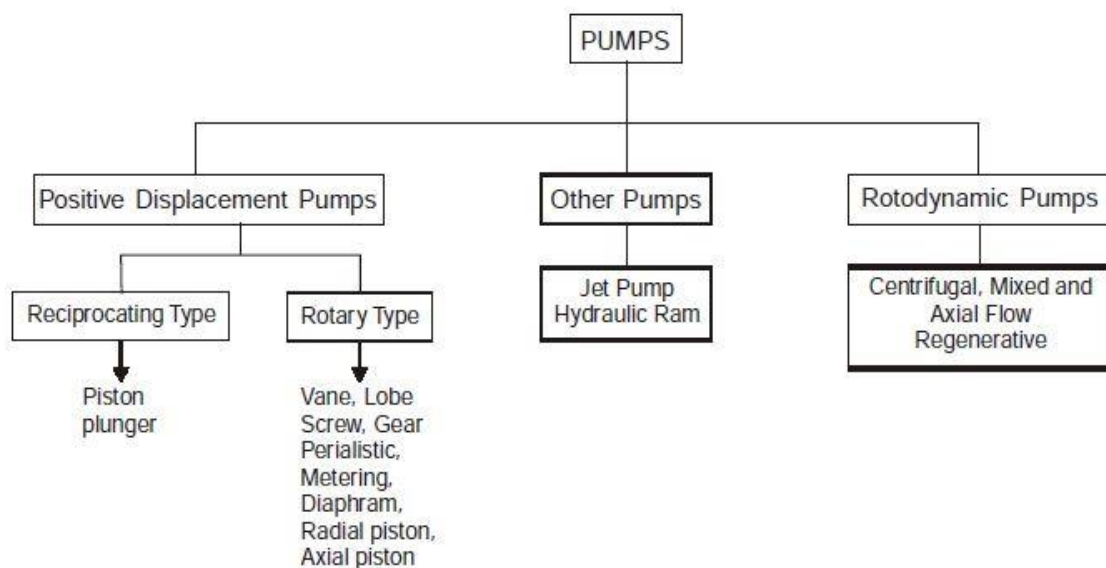 PUMPS
Positive Displacement Pumps
Other Pumps
Rotodynamic Pumps
Reciprocating Type
Rotary Type
Jet Pump
Hydraulic Ram
Centrifugal, Mixed and
Axial Flow
Regenerative
Piston
plunger
Vane, Lobe
Screw, Gear
Perialistic,
Metering,
Diaphram,
Radial piston,
Axial piston